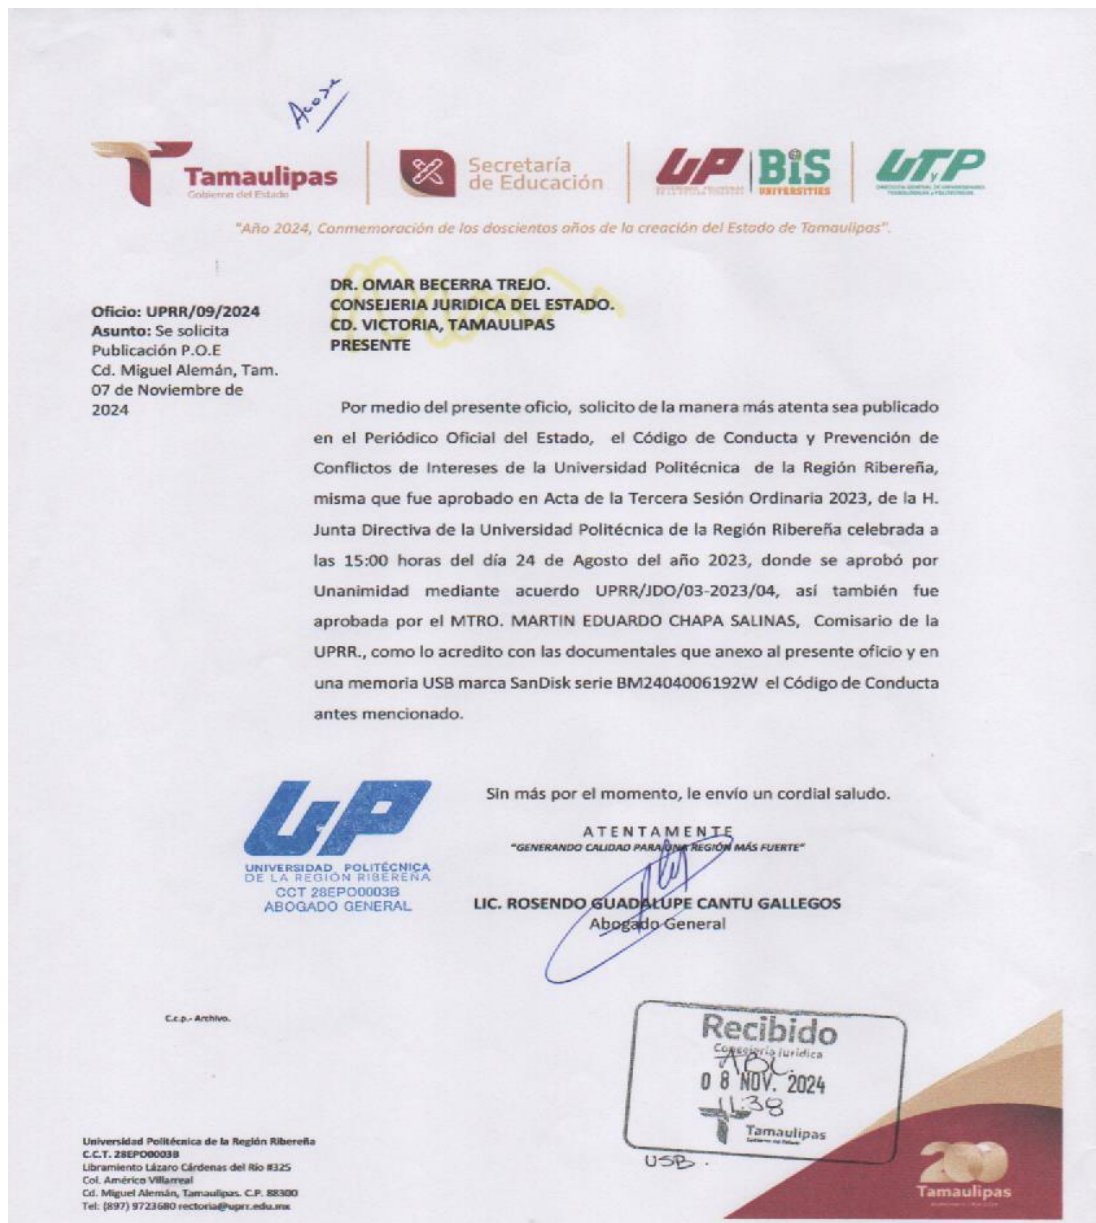 Tamaulipas
Gobierno del Estado
Secretaría
de Educación
UP
BiS
UNIVERSITIES
UTyP
DIRECCIÓN GENERAL DE UNIVERSIDADES
TECNOLÓGICAS y POLITÉCNICAS
"Año 2024, Conmemoración de los doscientos años de la creación del Estado de Tamaulipas".
DR. OMAR BECERRA TREJO.
CONSEJERIA JURIDICA DEL ESTADO.
CD. VICTORIA, TAMAULIPAS
PRESENTE
Oficio: UPRR/09/2024
Asunto: Se solicita
Publicación P.O.E
Cd. Miguel Alemán, Tam.
07 de Noviembre de
2024
Por medio del presente oficio, solicito de la manera más atenta sea publicado
en el Periódico Oficial del Estado, el Código de Conducta y Prevención de
Conflictos de Intereses de la Universidad Politécnica de la Región Ribereña,
misma que fue aprobado en Acta de la Tercera Sesión Ordinaria 2023, de la H.
Junta Directiva de la Universidad Politécnica de la Región Ribereña celebrada a
las 15:00 horas del día 24 de Agosto del año 2023, donde se aprobó por
Unanimidad mediante acuerdo UPRR/JDO/03-2023/04, así también fue
aprobada por el MTRO. MARTIN EDUARDO CHAPA SALINAS, Comisario de la
UPRR., como lo acredito con las documentales que anexo al presente oficio y en
una memoria USB marca SanDisk serie BM2404006192W el Código de Conducta
antes mencionado.
Sin más por el momento, le envío un cordial saludo.
ATENTAMENTE
"GENERANDO CALIDAD PARA UNA REGIÓN MÁS FUERTE"
UP
UNIVERSIDAD POLITÉCNICA
DE LA REGIÓN RIBEREÑA
CCT 28EPO0003B
ABOGADO GENERAL
LIC. ROSENDO GUADALUPE CANTU GALLEGOS
Abogado General
C.c.p.- Archivo.
Recibido
Consejería Jurídica
08 NOV. 2024
11:38
Tamaulipas
Gobierno del Estado
USB.
Universidad Politécnica de la Región Ribereña
C.C.T. 28EPO0003B
Libramiento Lázaro Cárdenas del Río #325
Col. Américo Villarreal
Cd. Miguel Alemán, Tamaulipas. C.P. 88300
Tel: (897) 9723680 rectoria@uprr.edu.mx
200
Tamaulipas